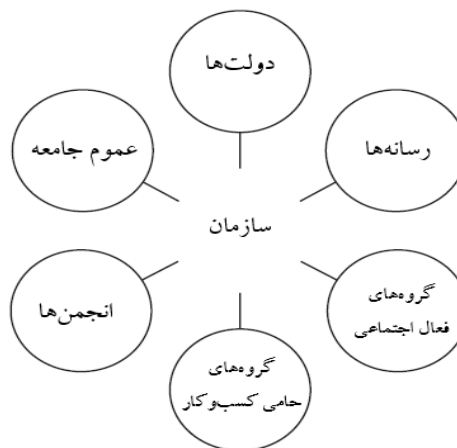 دولت‌ها
رسانه‌ها
عموم جامعه
سازمان
گروه‌های
فعال اجتماعی
انجمن‌ها
گروه‌های
حامی کسب‌وکار